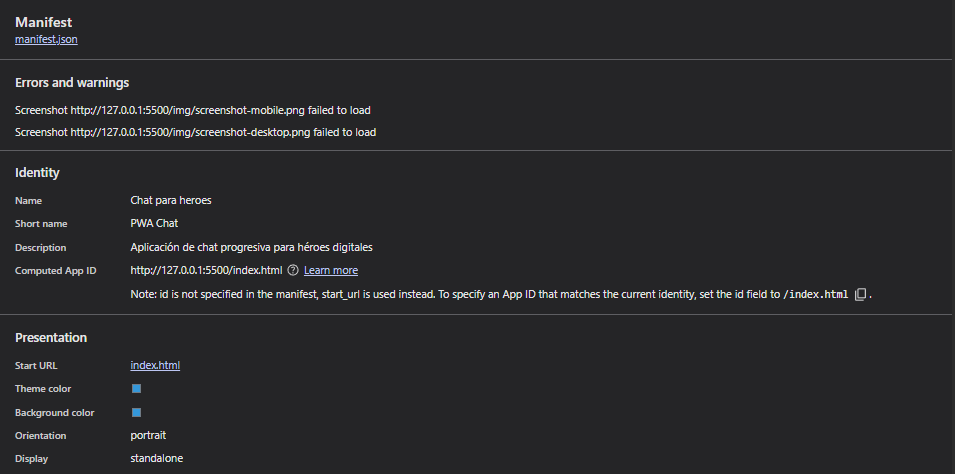 Manifest
manifest.json
Errors and warnings
Screenshot http://127.0.0.1:5500/img/screenshot-mobile.png failed to load
Screenshot http://127.0.0.1:5500/img/screenshot-desktop.png failed to load
Identity
Name Chat para heroes
Short name PWA Chat
Description Aplicación de chat progresiva para héroes digitales
Computed App ID http://127.0.0.1:5500/index.html ? Learn more
Note: id is not specified in the manifest, start_url is used instead. To specify an App ID that matches the current identity, set the id field to /index.html .
Presentation
Start URL index.html
Theme color
Background color
Orientation portrait
Display standalone